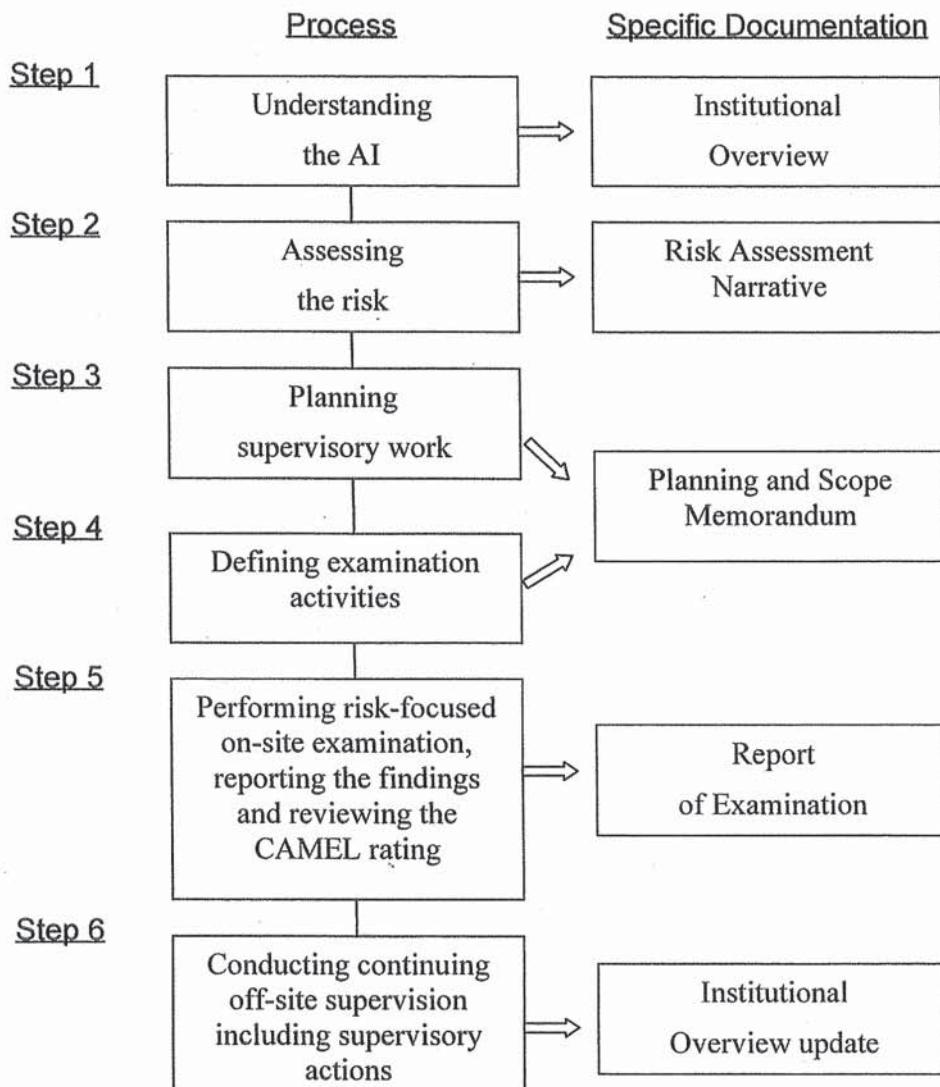 Process
Specific Documentation
Step 1
Understanding
the AI
Institutional
Overview
Step 2
Assessing
the risk
Risk Assessment
Narrative
Step 3
Planning
supervisory work
Planning and Scope
Memorandum
Step 4
Defining examination
activities
Step 5
Performing risk-focused
on-site examination,
reporting the findings
and reviewing the
CAMEL rating
Report
of Examination
Step 6
Conducting continuing
off-site supervision
including supervisory
actions
Institutional
Overview update